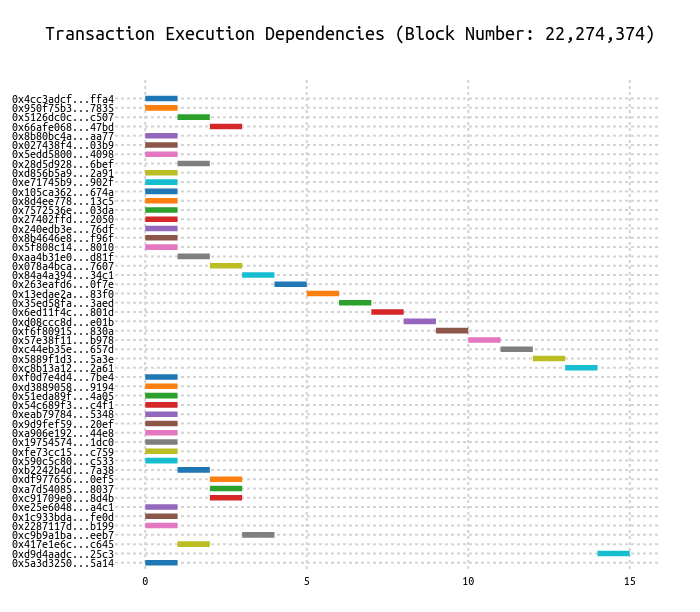 Transaction Execution Dependencies (Block Number: 22,274,374)
0x4cc3adcf...ffa4
0x950f75b3...7835
0x5126dc0c...c507
0x66afe068...47bd
0x8b80bc4a...aa77
0x027438f4...03b9
0x5edd5800...4098
0x28d5d928...6bef
0xd856b5a9...2a91
0xe71745b9...902f
0x105ca362...674a
0x8d4ee778...13c5
0x7572536e...03da
0x27402ffd...2050
0x240edb3e...76df
0x8b4646e8...f96f
0x5f808c14...8010
0xaa4b31e0...d81f
0x078a4bca...7607
0x84a4a394...34c1
0x263eafd6...0f7e
0x13edae2a...83f0
0x35ed58fa...3aed
0x6ed11f4c...801d
0xd08ccc8d...e01b
0xf6f80915...830a
0x57e38f11...b978
0xc44eb35e...657d
0x5889f1d3...5a3e
0xc8b13a12...2a61
0xf0d7e4d4...7be4
0xd3889058...9194
0x51eda89f...4a05
0x54c689f3...c4f1
0xeab79784...5348
0x9d9fef59...20ef
0xa906e192...44e8
0x19754574...1dc0
0xfe73cc15...c759
0x590c5c80...c533
0xb2242b4d...7a38
0xdf977656...0ef5
0xa7d54085...8037
0xc91709e0...8d4b
0xe25e6048...a4c1
0x1c933bda...fe0d
0x2287117d...b199
0xc9b9a1ba...eeb7
0x417e1e6c...c645
0xd9d4aadc...25c3
0x5a3d3250...5a14
0 5 10 15